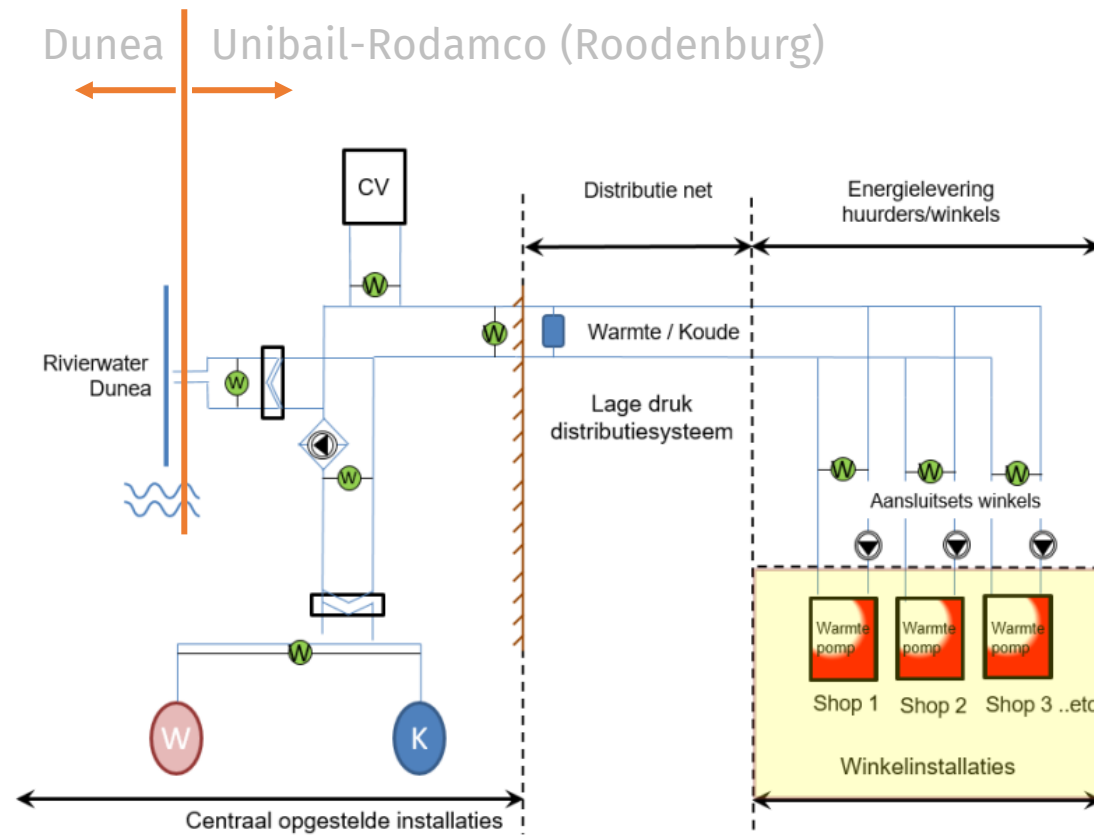 Dunea
Unibail-Rodamco (Roodenburg)
CV
Distributie net
Energielevering
huurders/winkels
W
W
Warmte / Koude
Rivierwater
Dunea
W
Lage druk
distributiesysteem
W
W
W
W
Aansluitsets winkels
W
Warmte
pomp
Warmte
pomp
Warmte
pomp
Shop 1
Shop 2
Shop 3 ..etc
W
K
Winkelinstallaties
Centraal opgestelde installaties